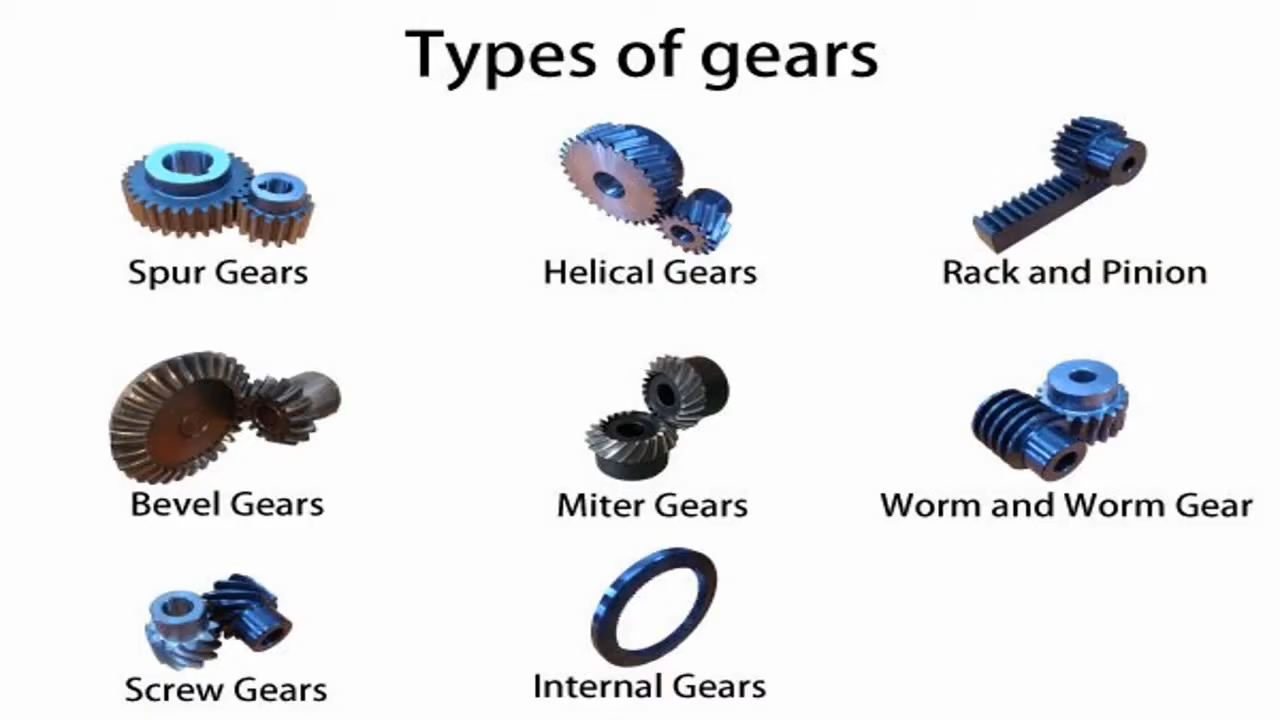 Types of gears
Spur Gears
Helical Gears
Rack and Pinion
Bevel Gears
Miter Gears
Worm and Worm Gear
Screw Gears
Internal Gears